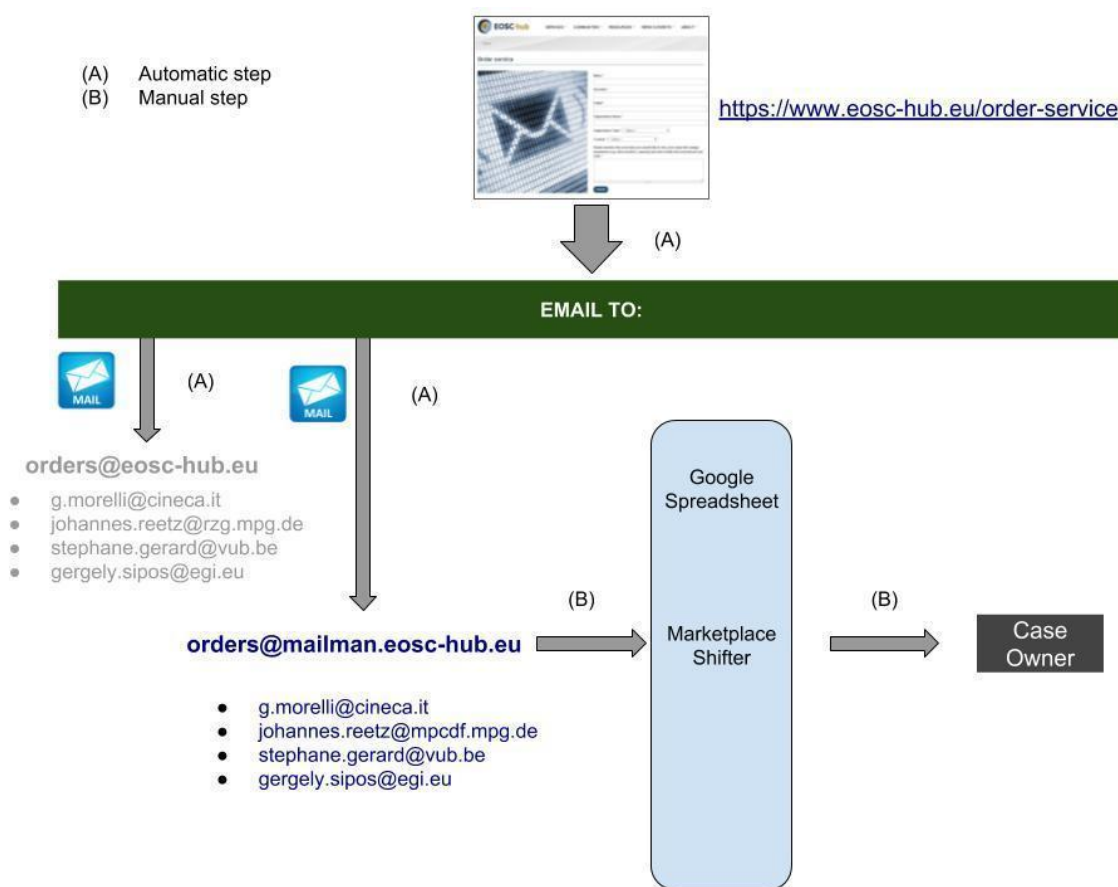 EOSC-hub
Order service
(A) Automatic step
(B) Manual step
https://www.eosc-hub.eu/order-service
(A)
EMAIL TO:
MAIL
(A)
MAIL
(A)
orders@eosc-hub.eu
● g.morelli@cineca.it
● johannes.reetz@rzg.mpg.de
● stephane.gerard@vub.be
● gergely.sipos@egi.eu
Google
Spreadsheet
(B)
(B)
orders@mailman.eosc-hub.eu
Marketplace
Shifter
Case
Owner
● g.morelli@cineca.it
● johannes.reetz@mpcdf.mpg.de
● stephane.gerard@vub.be
● gergely.sipos@egi.eu